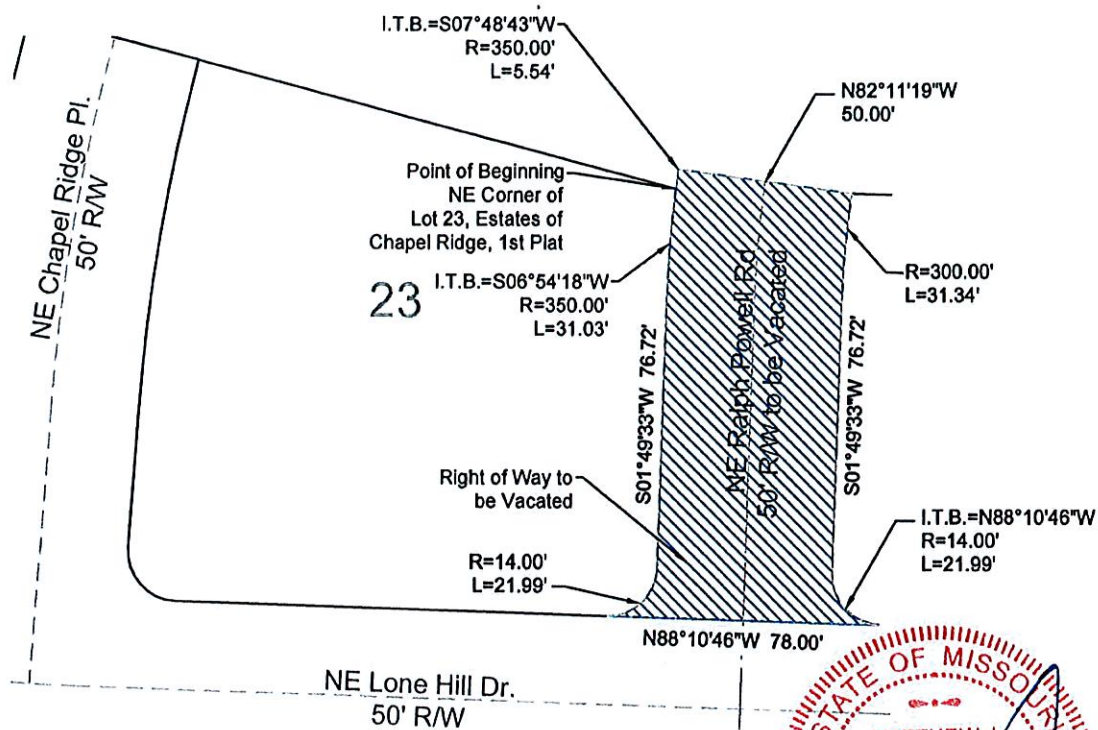 I.T.B.=S07°48'43"W
R=350.00'
L=5.54'
N82°11'19"W
50.00'
NE Chapel Ridge Pl.
50' R/W
Point of Beginning
NE Corner of
Lot 23, Estates of
Chapel Ridge, 1st Plat
23
I.T.B.=S06°54'18"W
R=350.00'
L=31.03'
R=300.00'
L=31.34'
S01°49'33"W 76.72'
NE Ralph Powell Rd
50' R/W to be Vacated
S01°49'33"W 76.72'
Right of Way to
be Vacated
R=14.00'
L=21.99'
I.T.B.=N88°10'46"W
R=14.00'
L=21.99'
N88°10'46"W 78.00'
NE Lone Hill Dr.
50' R/W
STATE OF MISSOURI